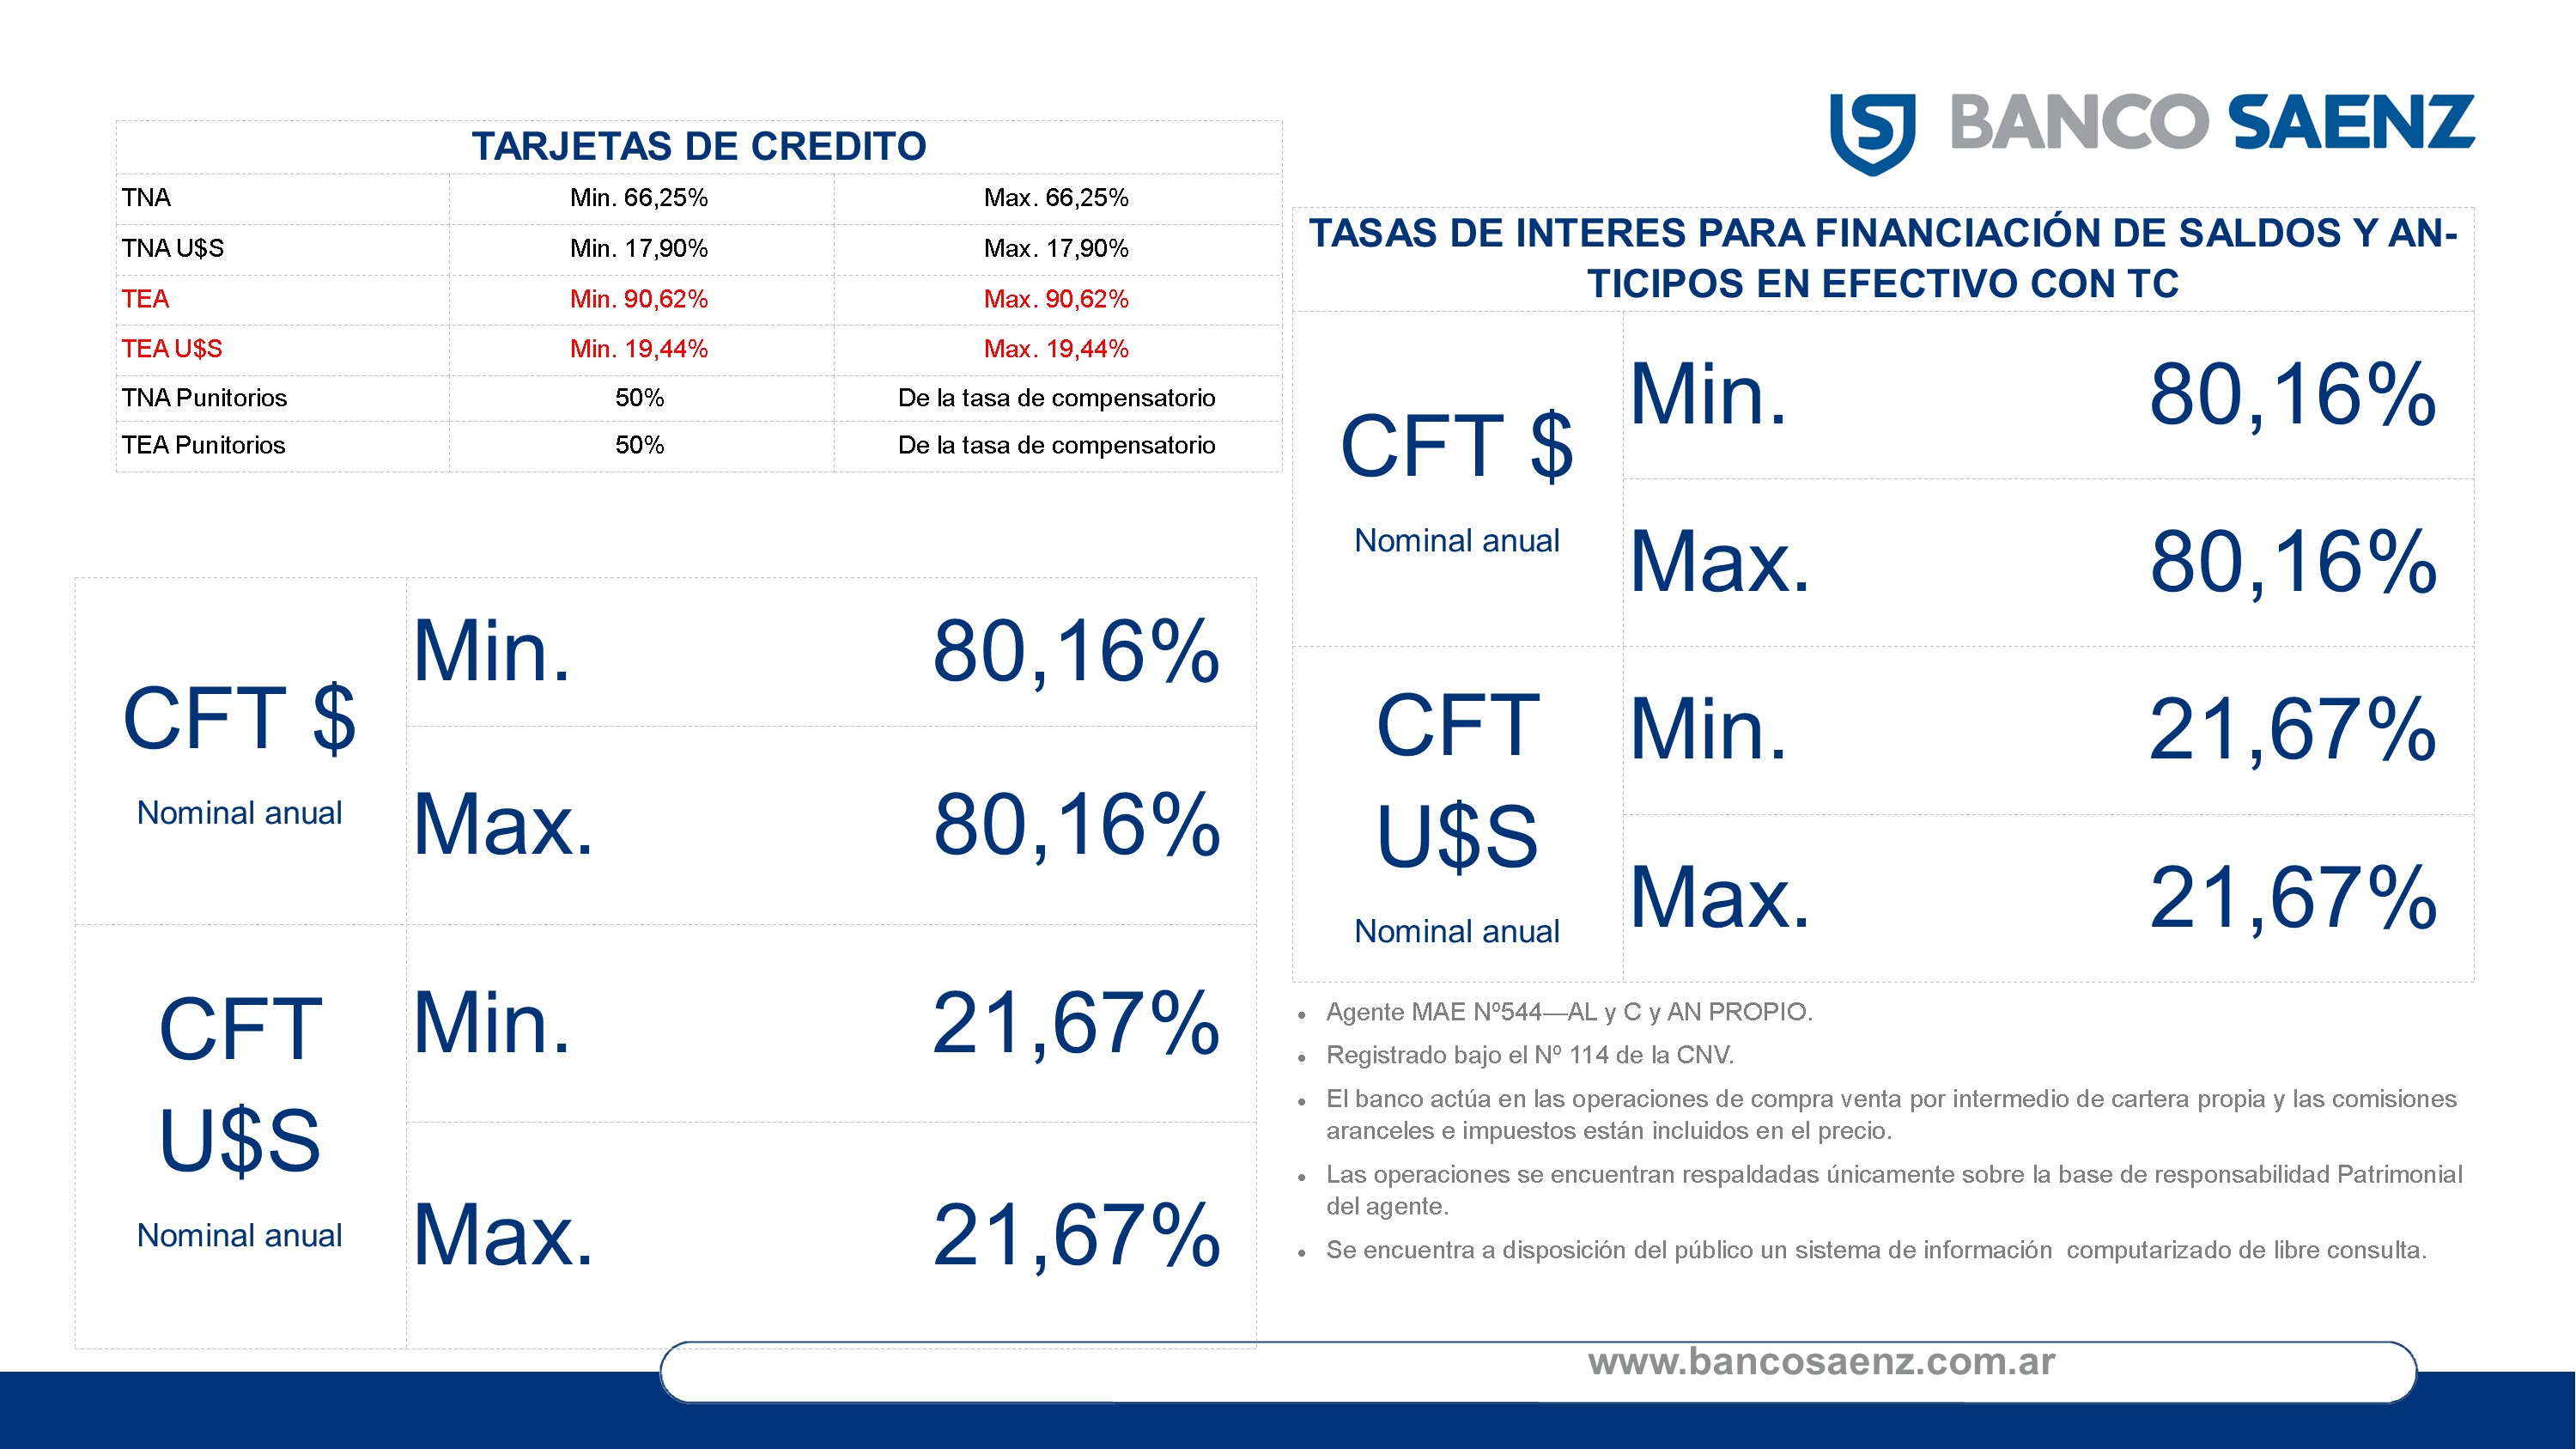 TARJETAS DE CREDITO
TNA Min. 66,25% Max. 66,25%
TNA U$S Min. 17,90% Max. 17,90%
TEA Min. 90,62% Max. 90,62%
TEA U$S Min. 19,44% Max. 19,44%
TNA Punitorios 50% De la tasa de compensatorio
TEA Punitorios 50% De la tasa de compensatorio
CFT $
Nominal anual
Min. 80,16%
Max. 80,16%
CFT
U$S
Nominal anual
Min. 21,67%
Max. 21,67%
BANCO SAENZ
TASAS DE INTERES PARA FINANCIACIÓN DE SALDOS Y AN-
TICIPOS EN EFECTIVO CON TC
CFT $
Nominal anual
Min. 80,16%
Max. 80,16%
CFT
U$S
Nominal anual
Min. 21,67%
Max. 21,67%
• Agente MAE Nº544—AL y C y AN PROPIO.
• Registrado bajo el Nº 114 de la CNV.
• El banco actúa en las operaciones de compra venta por intermedio de cartera propia y las comisiones
aranceles e impuestos están incluidos en el precio.
• Las operaciones se encuentran respaldadas únicamente sobre la base de responsabilidad Patrimonial
del agente.
• Se encuentra a disposición del público un sistema de información  computarizado de libre consulta.
www.bancosaenz.com.ar